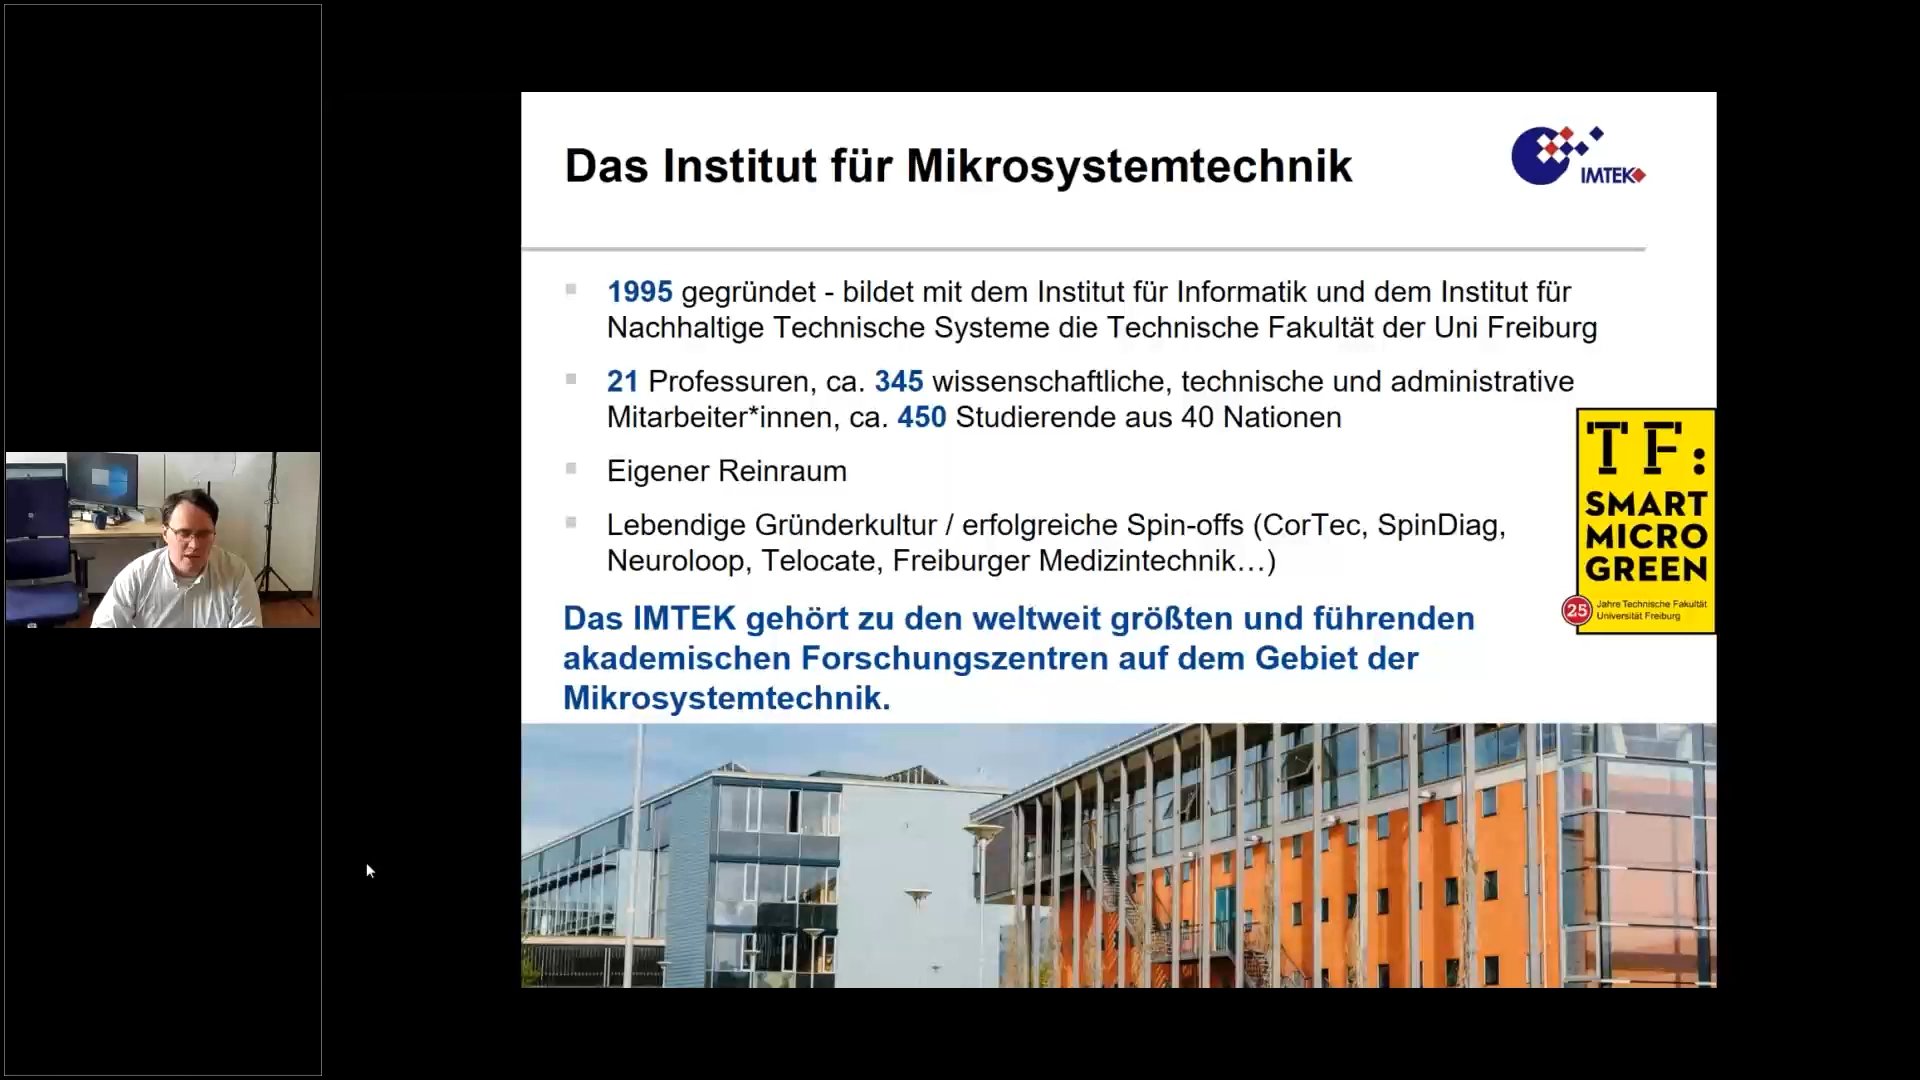 Das Institut für Mikrosystemtechnik
IMTEK
1995 gegründet - bildet mit dem Institut für Informatik und dem Institut für
Nachhaltige Technische Systeme die Technische Fakultät der Uni Freiburg
21 Professuren, ca. 345 wissenschaftliche, technische und administrative
Mitarbeiter*innen, ca. 450 Studierende aus 40 Nationen
Eigener Reinraum
Lebendige Gründerkultur / erfolgreiche Spin-offs (CorTec, SpinDiag,
Neuroloop, Telocate, Freiburger Medizintechnik…)
Das IMTEK gehört zu den weltweit größten und führenden
akademischen Forschungszentren auf dem Gebiet der
Mikrosystemtechnik.
TF:
SMART
MICRO
GREEN
25
Jahre Technische Fakultät
Universität Freiburg